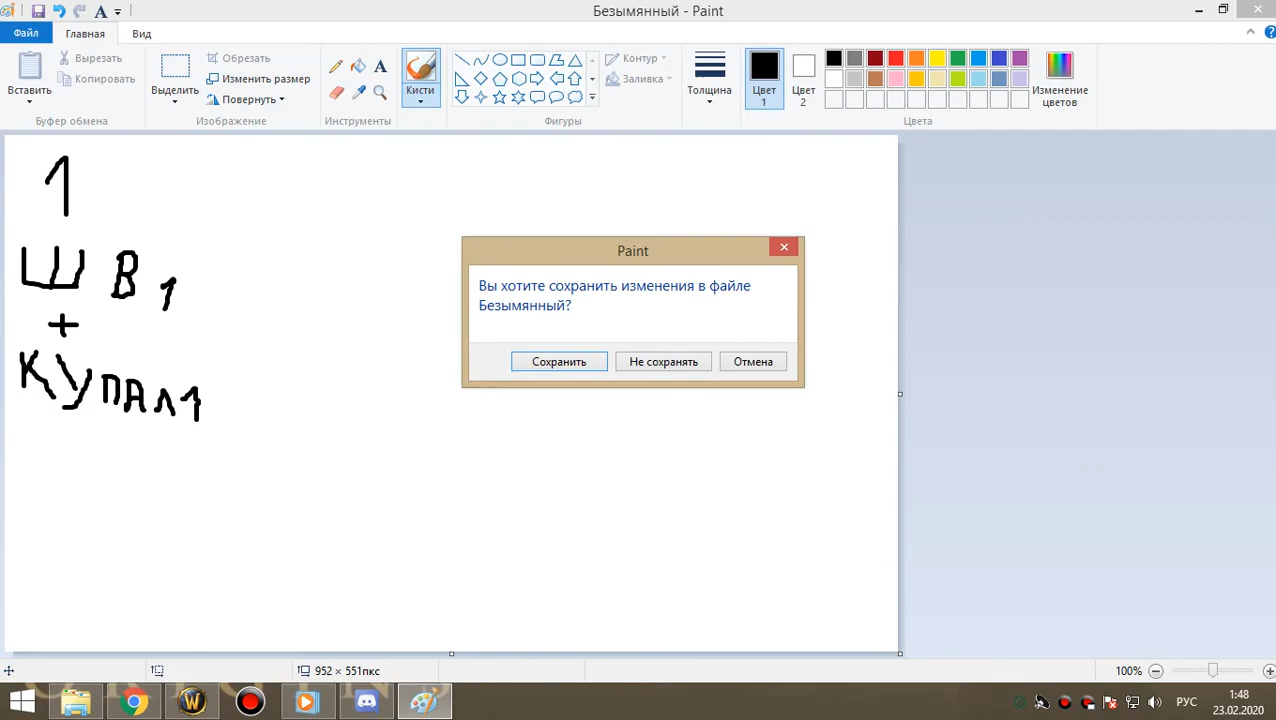 Безымянный - Paint
Файл Главная Вид
Вставить
Вырезать
Копировать
Буфер обмена
Выделить
Обрезать
Изменить размер
Повернуть
Изображение
A
Инструменты
Кисти
Контур
Заливка
Фигуры
Толщина
Цвет 1
Цвет 2
Изменение цветов
Цвета
1
Ш В 1
+
КУПАЛ1
Paint
Вы хотите сохранить изменения в файле
Безымянный?
Сохранить Не сохранять Отмена
952 × 551пкс 100%
РУС 1:48
23.02.2020